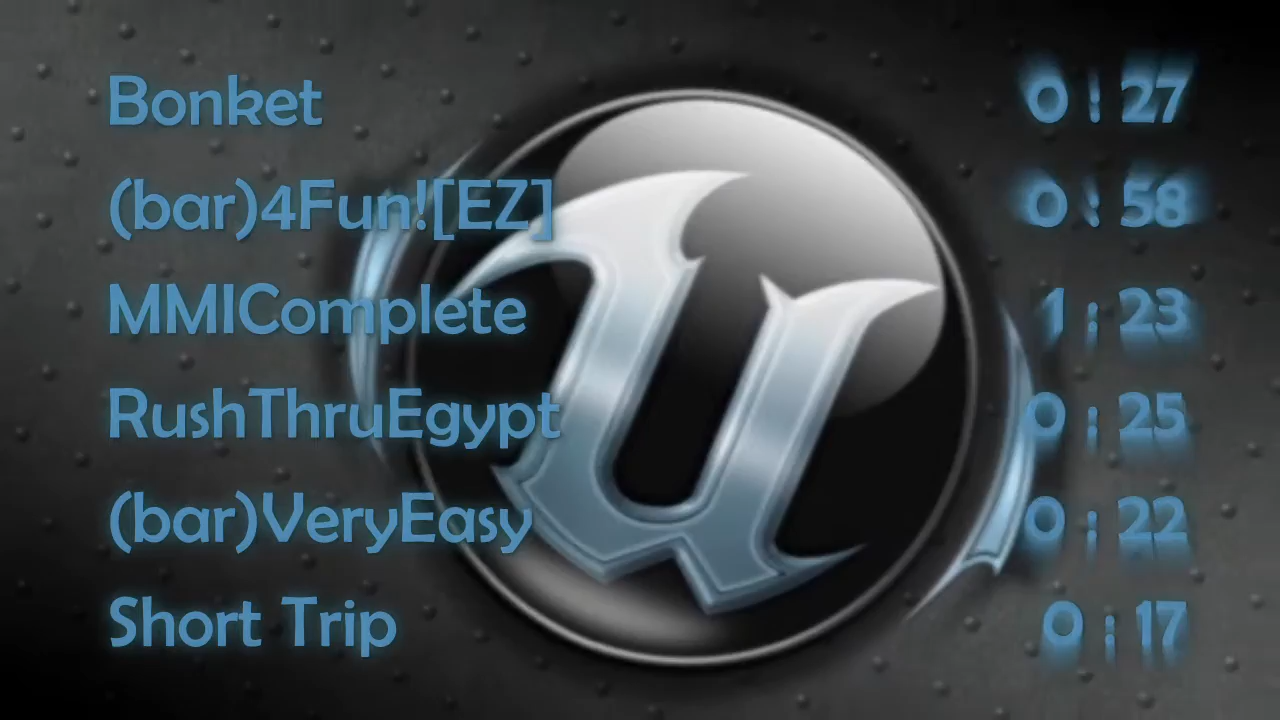 Bonket 0 : 27
(bar)4Fun![EZ] 0 : 58
MMIComplete 1 : 23
RushThruEgypt 0 : 25
(bar)VeryEasy 0 : 22
Short Trip 0 : 17